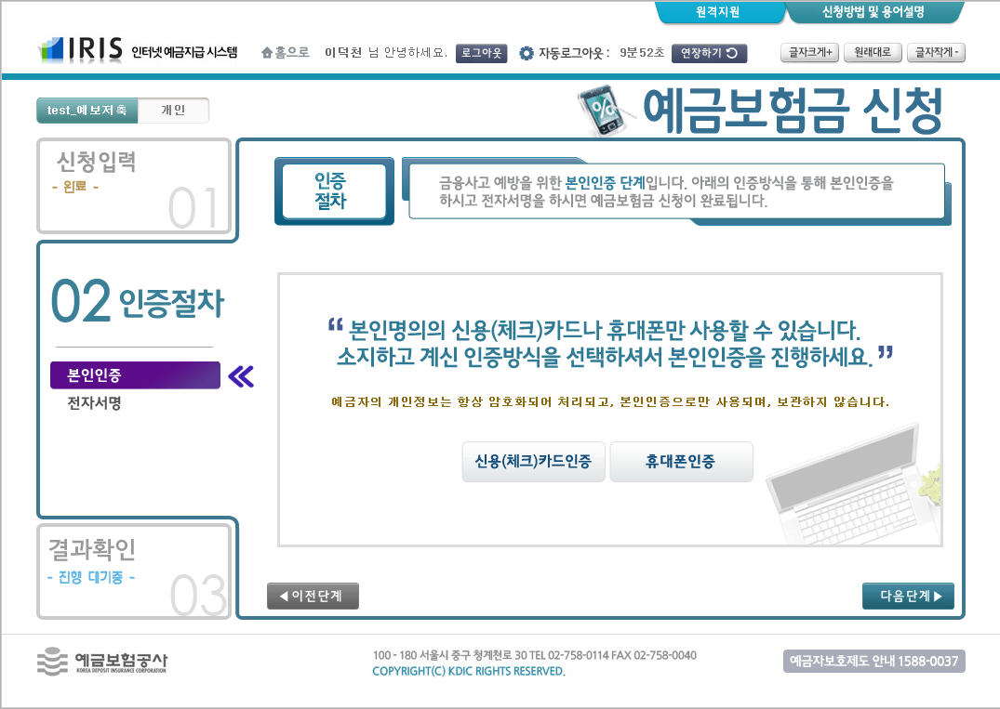 원격지원
신청방법 및 용어설명
IRIS 인터넷 예금지급 시스템
홈으로
이덕천 님 안녕하세요.
로그아웃
자동로그아웃 : 9분52초
연장하기
글자크게+
원래대로
글자작게-
test_예보저축
개인
예금보험금 신청
신청입력
- 완료 -
01
인증
절차
금융사고 예방을 위한 본인인증 단계입니다. 아래의 인증방식을 통해 본인인증을
하시고 전자서명을 하시면 예금보험금 신청이 완료됩니다.
02 인증절차
본인인증
전자서명
“ 본인명의의 신용(체크)카드나 휴대폰만 사용할 수 있습니다.
소지하고 계신 인증방식을 선택하셔서 본인인증을 진행하세요. ”
예금자의 개인정보는 항상 암호화되어 처리되고, 본인인증으로만 사용되며, 보관하지 않습니다.
신용(체크)카드인증
휴대폰인증
결과확인
- 진행 대기중 -
03
◀이전단계
다음단계▶
예금보험공사
KOREA DEPOSIT INSURANCE CORPORATION
100 - 180 서울시 중구 청계천로 30 TEL 02-758-0114 FAX 02-758-0040
COPYRIGHT(C) KDIC RIGHTS RESERVED.
예금자보호제도 안내 1588-0037